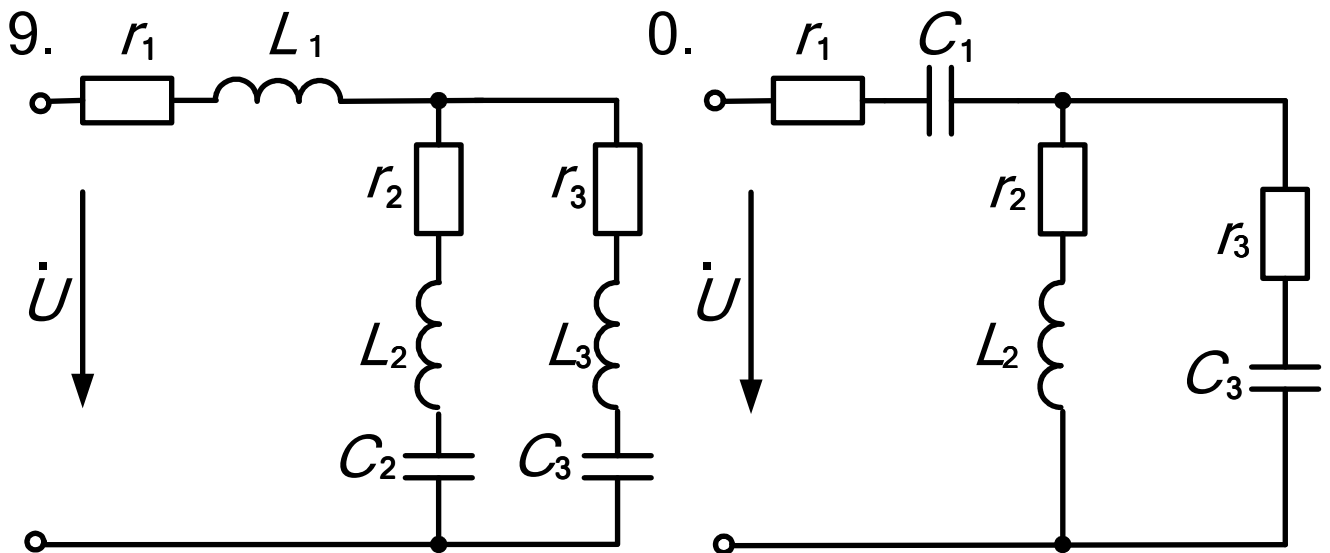 9.
r₁
L₁
r₂
r₃
U̇
L₂
L₃
C₂
C₃
0.
r₁
C₁
r₂
r₃
U̇
L₂
C₃